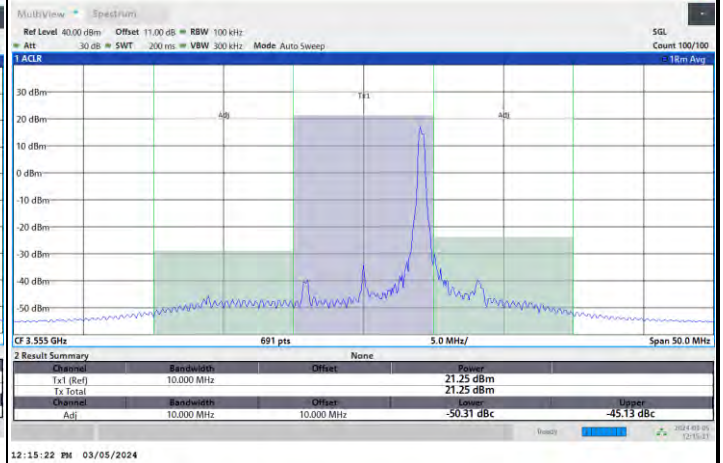 MultiView Spectrum
Ref Level 40.00 dBm Offset 11.00 dB RBW 100 kHz SGL
Att 30 dB SWT 200 ms VBW 300 kHz Mode Auto Sweep Count 100/100
1 ACLR 1Rm Avg
Tx1
30 dBm
Adj Adj
20 dBm
10 dBm
0 dBm
-10 dBm
-20 dBm
-30 dBm
-40 dBm
-50 dBm
CF 3.555 GHz 691 pts 5.0 MHz/ Span 50.0 MHz
2 Result Summary None
Channel Bandwidth Offset Power
Tx1 (Ref) 10.000 MHz 21.25 dBm
Tx Total 21.25 dBm
Channel Bandwidth Offset Lower Upper
Adj 10.000 MHz 10.000 MHz -50.31 dBc -45.13 dBc
Ready 2024-03-05
12:15:21
12:15:22 PM 03/05/2024